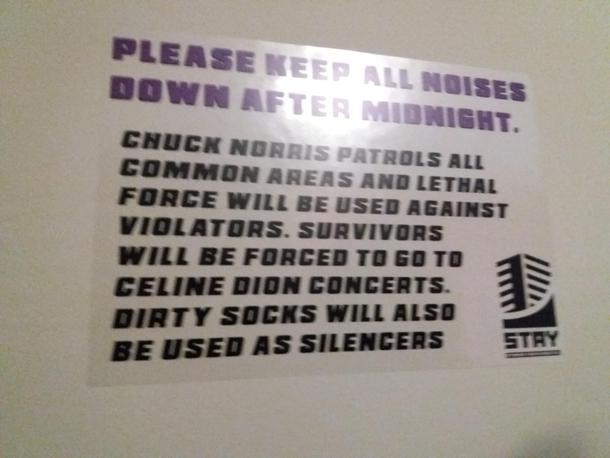 PLEASE KEEP ALL NOISES
DOWN AFTER MIDNIGHT.
CHUCK NORRIS PATROLS ALL
COMMON AREAS AND LETHAL
FORCE WILL BE USED AGAINST
VIOLATORS. SURVIVORS
WILL BE FORCED TO GO TO
CELINE DION CONCERTS.
DIRTY SOCKS WILL ALSO
BE USED AS SILENCERS
STAY